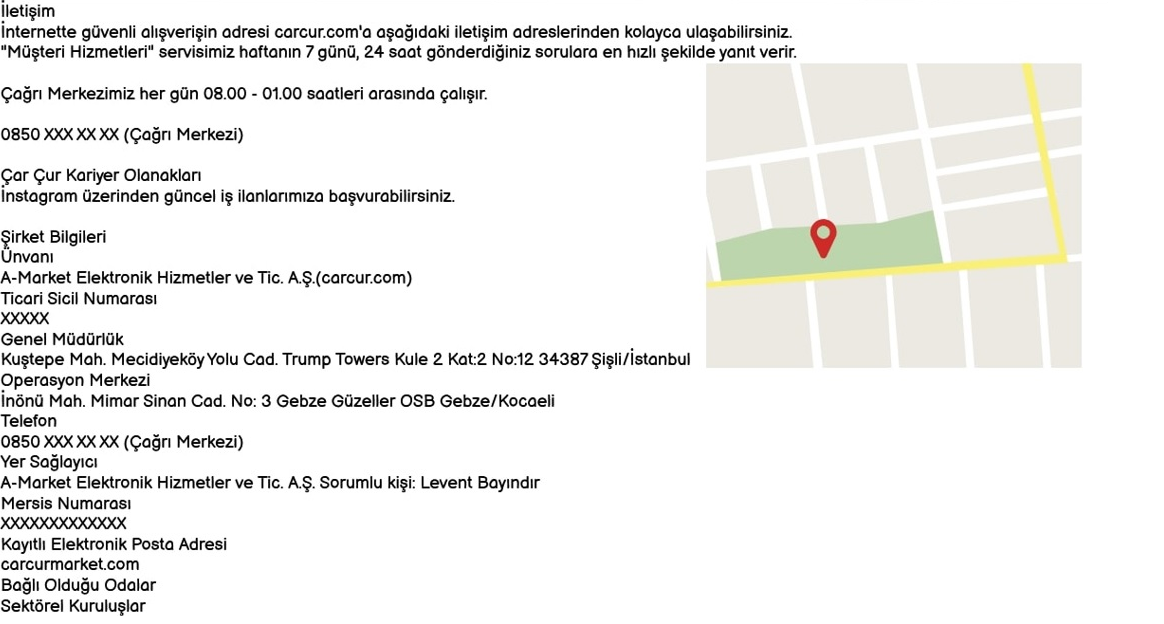 İletişim
İnternette güvenli alışverişin adresi carcur.com'a aşağıdaki iletişim adreslerinden kolayca ulaşabilirsiniz.
"Müşteri Hizmetleri" servisimiz haftanın 7 günü, 24 saat gönderdiğiniz sorulara en hızlı şekilde yanıt verir.
Çağrı Merkezimiz her gün 08.00 - 01.00 saatleri arasında çalışır.
0850 XXX XX XX (Çağrı Merkezi)
Çar Çur Kariyer Olanakları
İnstagram üzerinden güncel iş ilanlarımıza başvurabilirsiniz.
Şirket Bilgileri
Ünvanı
A-Market Elektronik Hizmetler ve Tic. A.Ş.(carcur.com)
Ticari Sicil Numarası
XXXXX
Genel Müdürlük
Kuştepe Mah. Mecidiyeköy Yolu Cad. Trump Towers Kule 2 Kat:2 No:12 34387 Şişli/İstanbul
Operasyon Merkezi
İnönü Mah. Mimar Sinan Cad. No: 3 Gebze Güzeller OSB Gebze/Kocaeli
Telefon
0850 XXX XX XX (Çağrı Merkezi)
Yer Sağlayıcı
A-Market Elektronik Hizmetler ve Tic. A.Ş. Sorumlu kişi: Levent Bayındır
Mersis Numarası
XXXXXXXXXXXXX
Kayıtlı Elektronik Posta Adresi
carcurmarket.com
Bağlı Olduğu Odalar
Sektörel Kuruluşlar